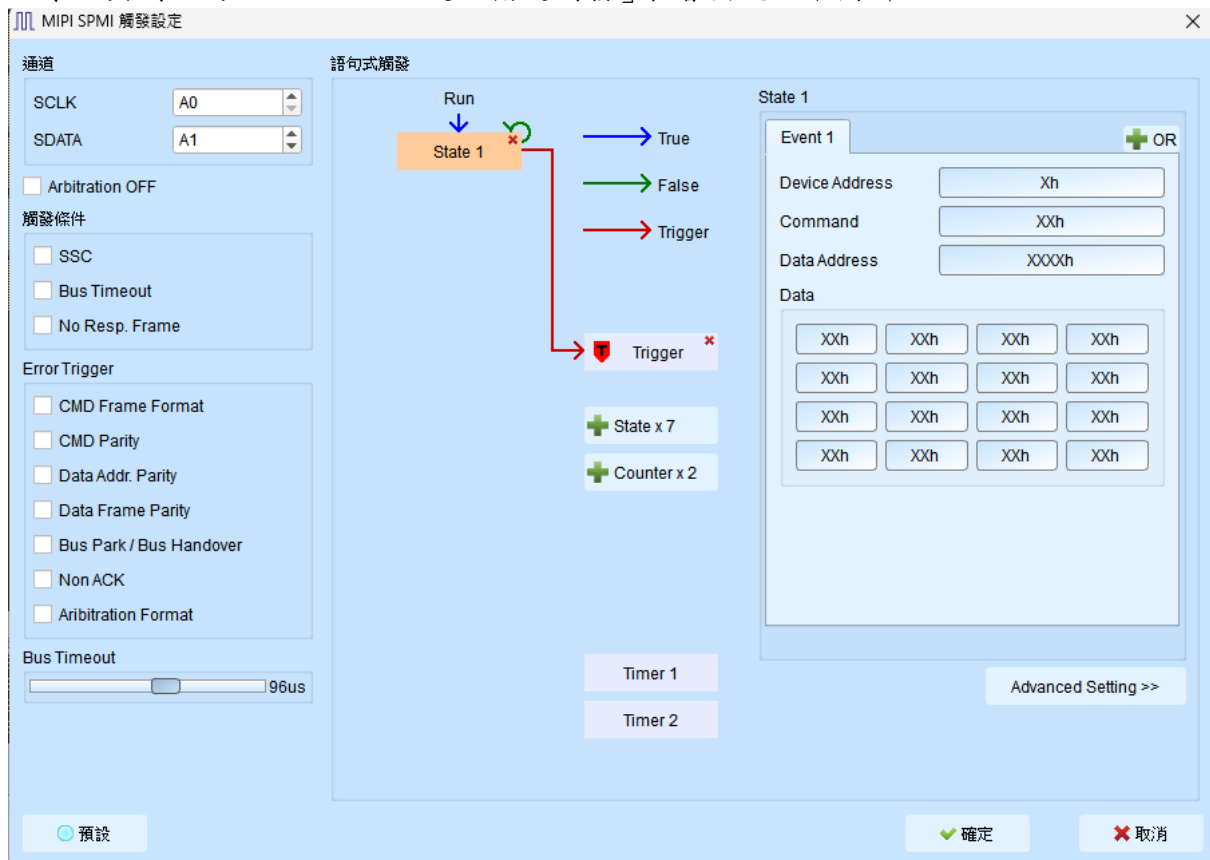 MIPI SPMI 觸發設定
通道
SCLK A0
SDATA A1
Arbitration OFF
觸發條件
SSC
Bus Timeout
No Resp. Frame
Error Trigger
CMD Frame Format
CMD Parity
Data Addr. Parity
Data Frame Parity
Bus Park / Bus Handover
Non ACK
Aribitration Format
Bus Timeout
96us
預設
語句式觸發
Run
State 1
True
False
Trigger
T Trigger
State x 7
Counter x 2
Timer 1
Timer 2
State 1
Event 1 OR
Device Address Xh
Command XXh
Data Address XXXXh
Data
XXh XXh XXh XXh
XXh XXh XXh XXh
XXh XXh XXh XXh
XXh XXh XXh XXh
Advanced Setting >>
確定 取消